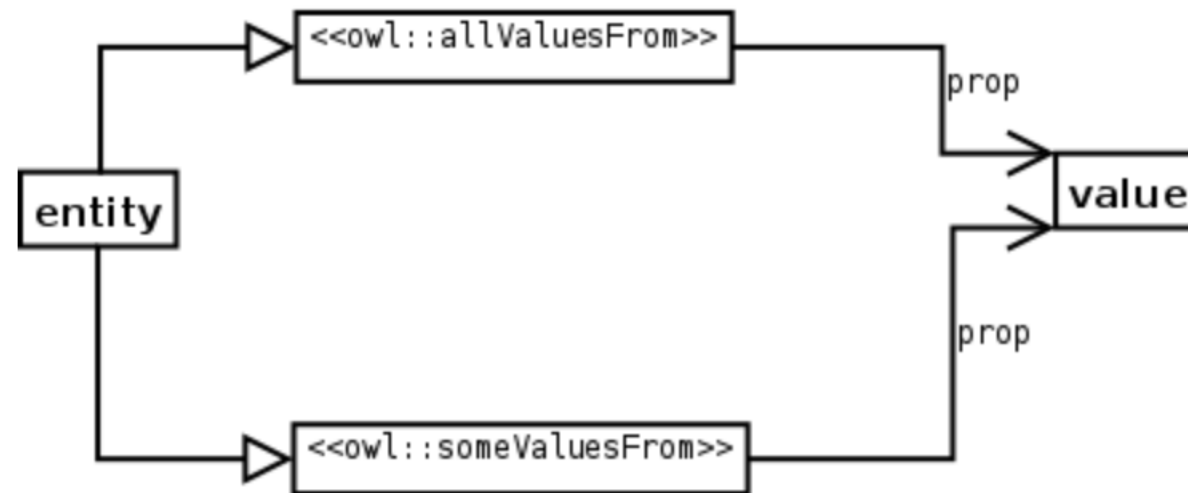 <<owl::allValuesFrom>>
prop
entity
value
prop
<<owl::someValuesFrom>>